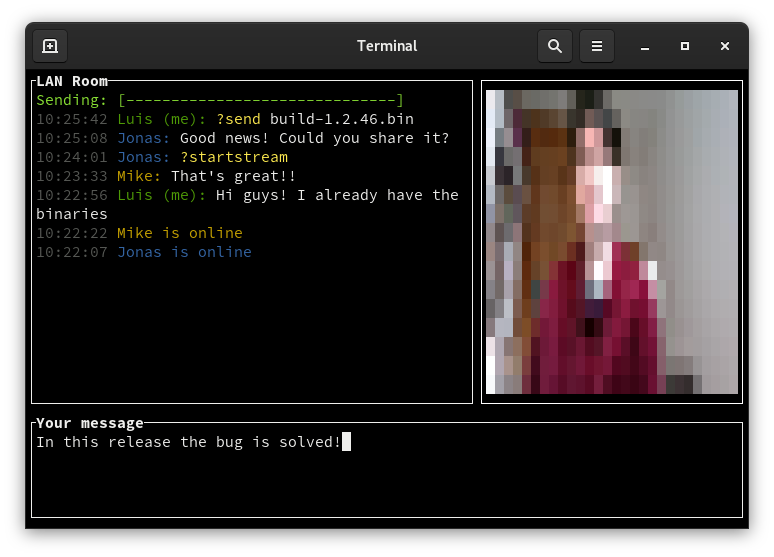 Terminal
LAN Room
Sending: [------------------------------]
10:25:42 Luis (me): ?send build-1.2.46.bin
10:25:08 Jonas: Good news! Could you share it?
10:24:01 Jonas: ?startstream
10:23:33 Mike: That's great!!
10:22:56 Luis (me): Hi guys! I already have the
binaries
10:22:22 Mike is online
10:22:07 Jonas is online
Your message
In this release the bug is solved!